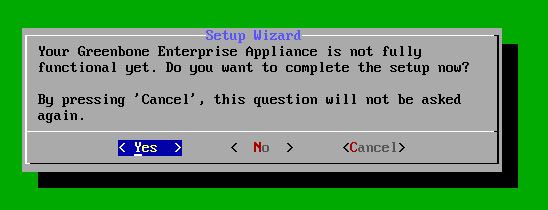 Setup Wizard
Your Greenbone Enterprise Appliance is not fully
functional yet. Do you want to complete the setup now?
By pressing 'Cancel', this question will not be asked
again.
< Yes > < No > <Cancel>